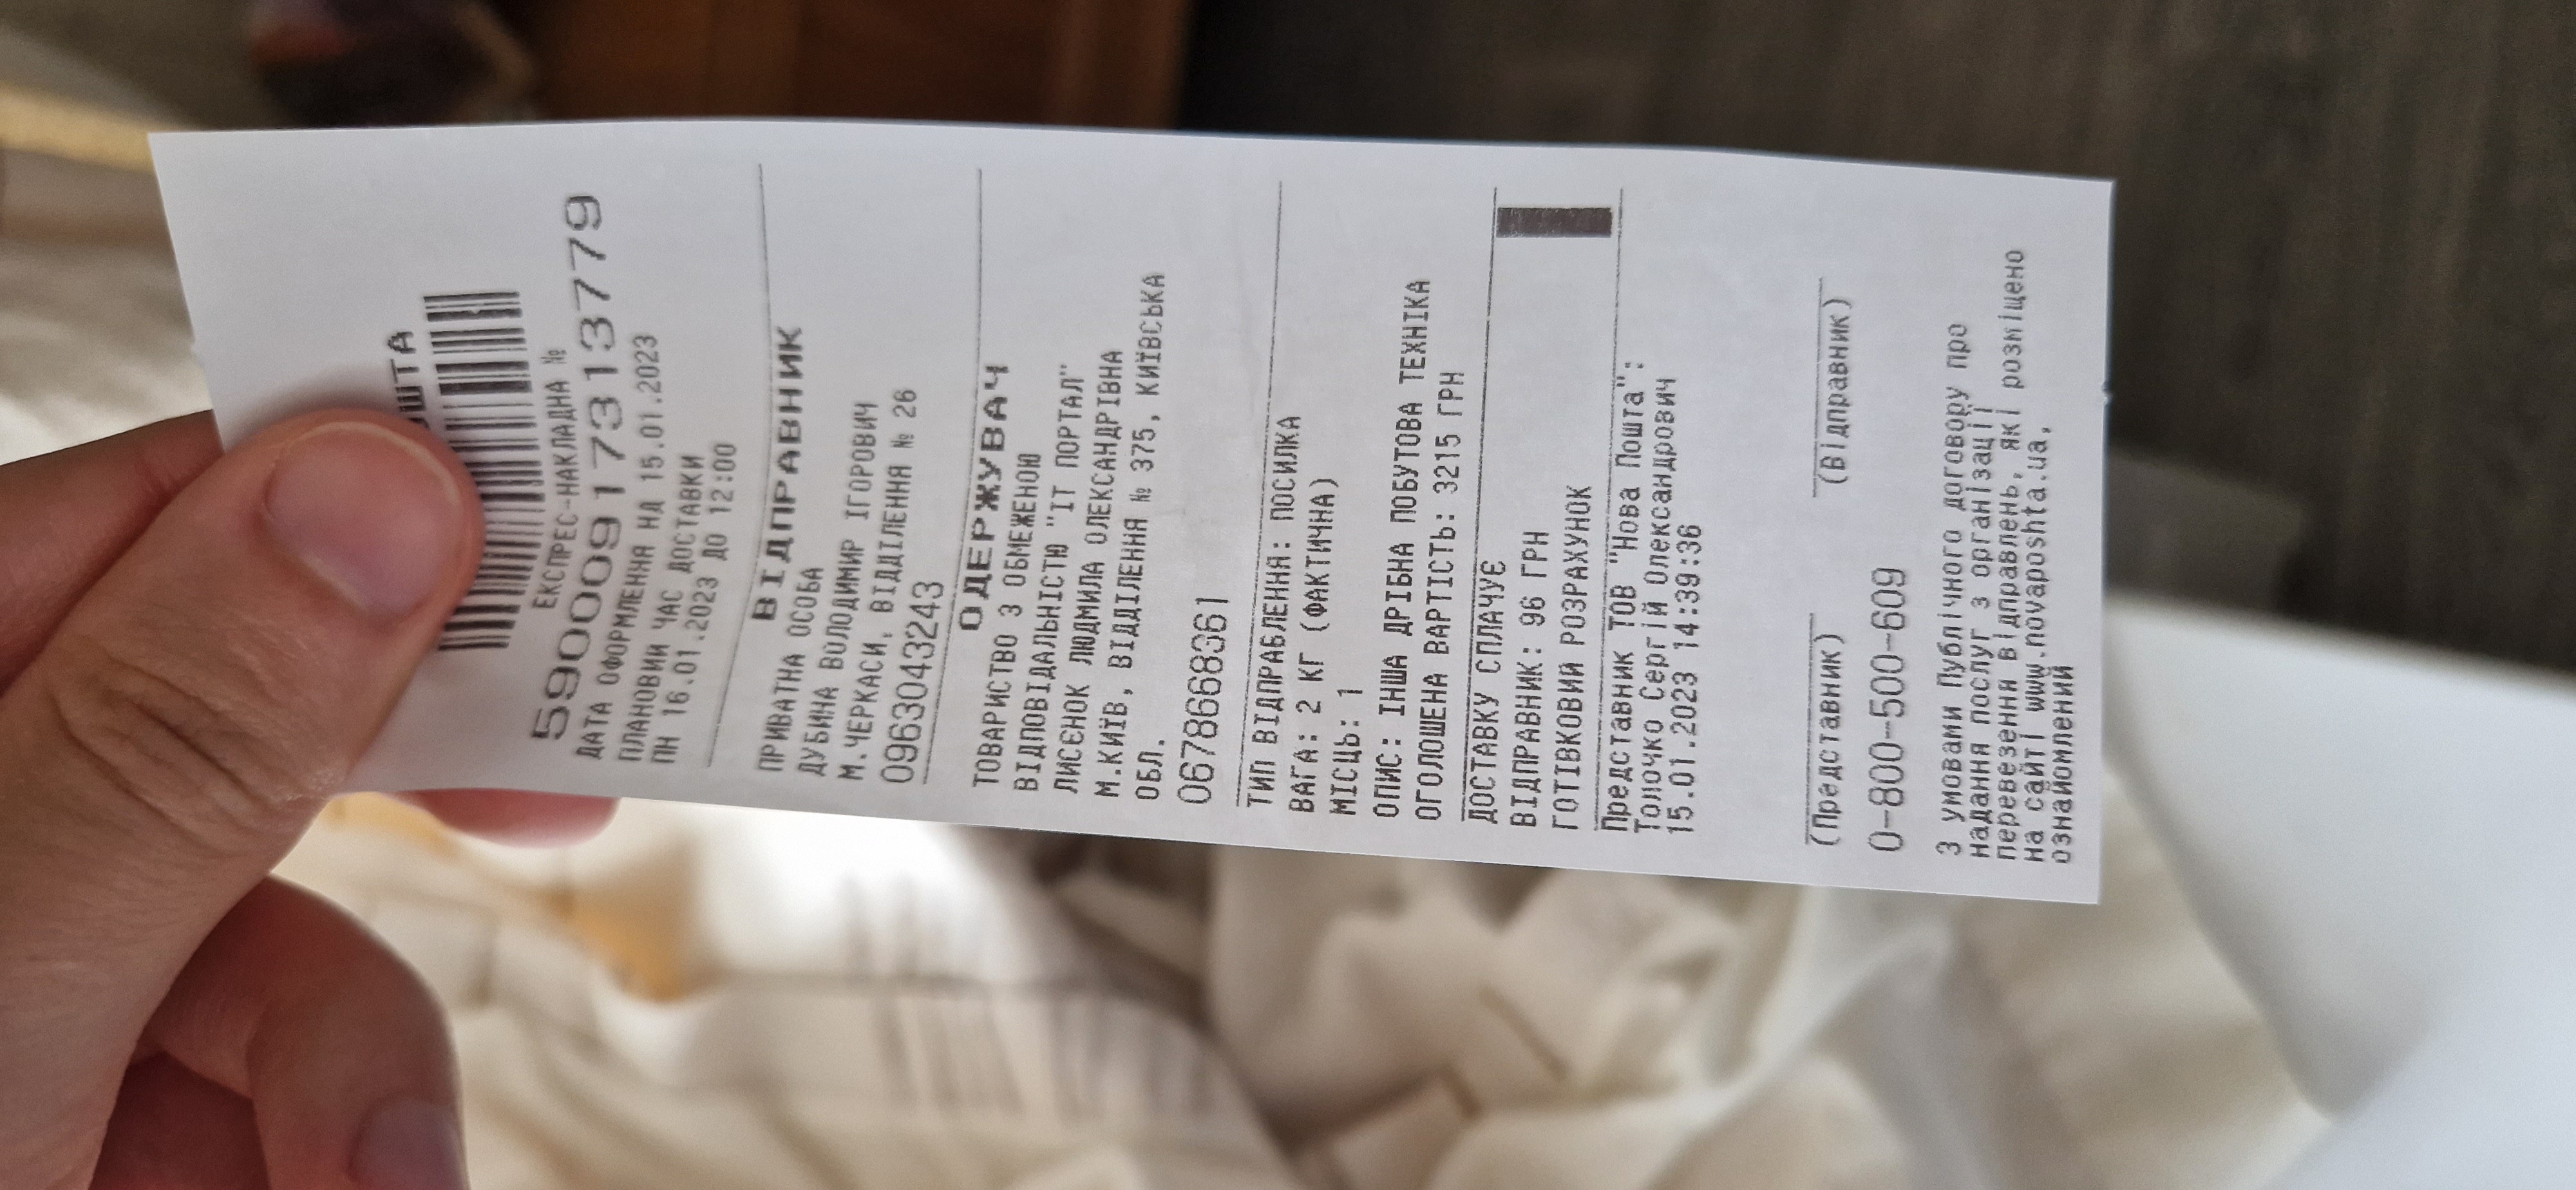 ЕКСПРЕС-НАКЛАДНА №
59000917313779
ДАТА ОФОРМЛЕННЯ НД 15.01.2023
ПЛАНОВИЙ ЧАС ДОСТАВКИ
ПН 16.01.2023 ДО 12:00
ВІДПРАВНИК
ПРИВАТНА ОСОБА
ДУБИНА ВОЛОДИМИР ІГОРОВИЧ
М.ЧЕРКАСИ, ВІДДІЛЕННЯ № 26
0963043243
ОДЕРЖУВАЧ
ТОВАРИСТВО З ОБМЕЖЕНОЮ
ВІДПОВІДАЛЬНІСТЮ "ІТ ПОРТАЛ"
ЛИСЄНОК ЛЮДМИЛА ОЛЕКСАНДРІВНА
М.КИЇВ, ВІДДІЛЕННЯ № 375, КИЇВСЬКА
ОБЛ.
0678668361
ТИП ВІДПРАВЛЕННЯ: ПОСИЛКА
ВАГА: 2 КГ (ФАКТИЧНА)
МІСЦЬ: 1
ОПИС: ІНША ДРІБНА ПОБУТОВА ТЕХНІКА
ОГОЛОШЕНА ВАРТІСТЬ: 3215 ГРН
ДОСТАВКУ СПЛАЧУЄ
ВІДПРАВНИК: 96 ГРН
ГОТІВКОВИЙ РОЗРАХУНОК
Представник ТОВ "Нова Пошта":
Толочко Сергій Олександрович
15.01.2023 14:39:36
(Представник) (Відправник)
0-800-500-609
З умовами Публічного договору про
надання послуг з організації
перевезення відправлень, які розміщено
на сайті www.novaposhta.ua,
ознайомлений